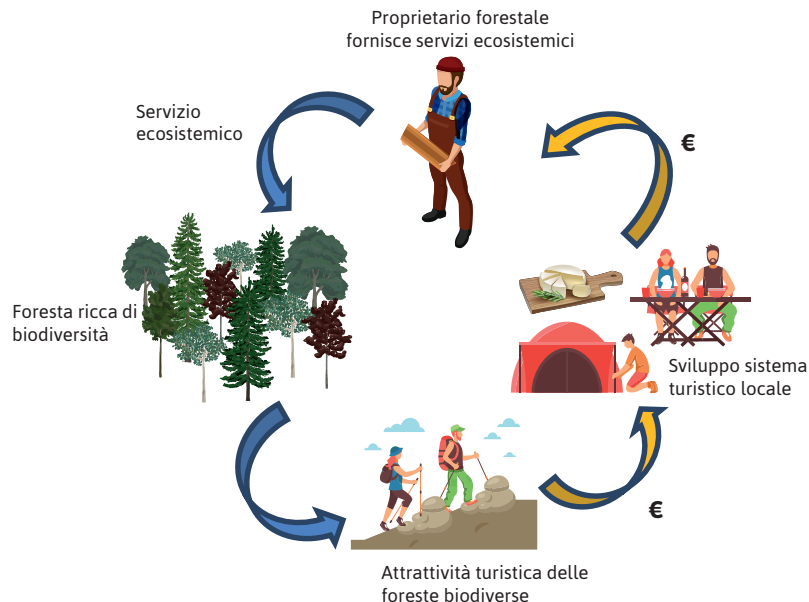 Proprietario forestale
fornisce servizi ecosistemici
Servizio
ecosistemico
€
Foresta ricca di
biodiversità
Sviluppo sistema
turistico locale
€
Attrattività turistica delle
foreste biodiverse